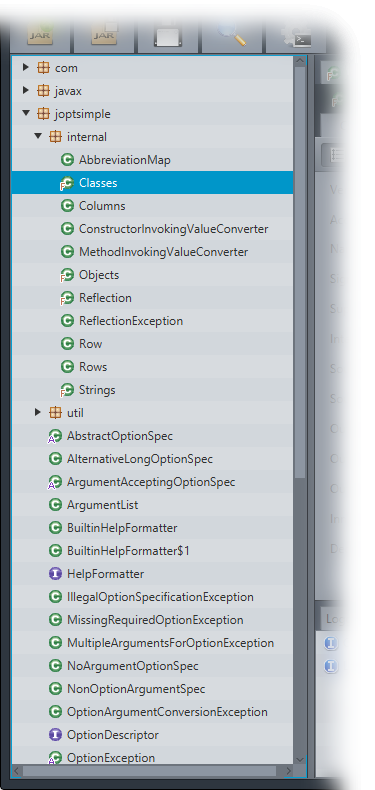 JAR
JAR
com
javax
joptsimple
internal
AbbreviationMap
Classes
Columns
ConstructorInvokingValueConverter
MethodInvokingValueConverter
Objects
Reflection
ReflectionException
Row
Rows
Strings
util
AbstractOptionSpec
AlternativeLongOptionSpec
ArgumentAcceptingOptionSpec
ArgumentList
BuiltinHelpFormatter
BuiltinHelpFormatter$1
HelpFormatter
IllegalOptionSpecificationException
MissingRequiredOptionException
MultipleArgumentsForOptionException
NoArgumentOptionSpec
NonOptionArgumentSpec
OptionArgumentConversionException
OptionDescriptor
OptionException